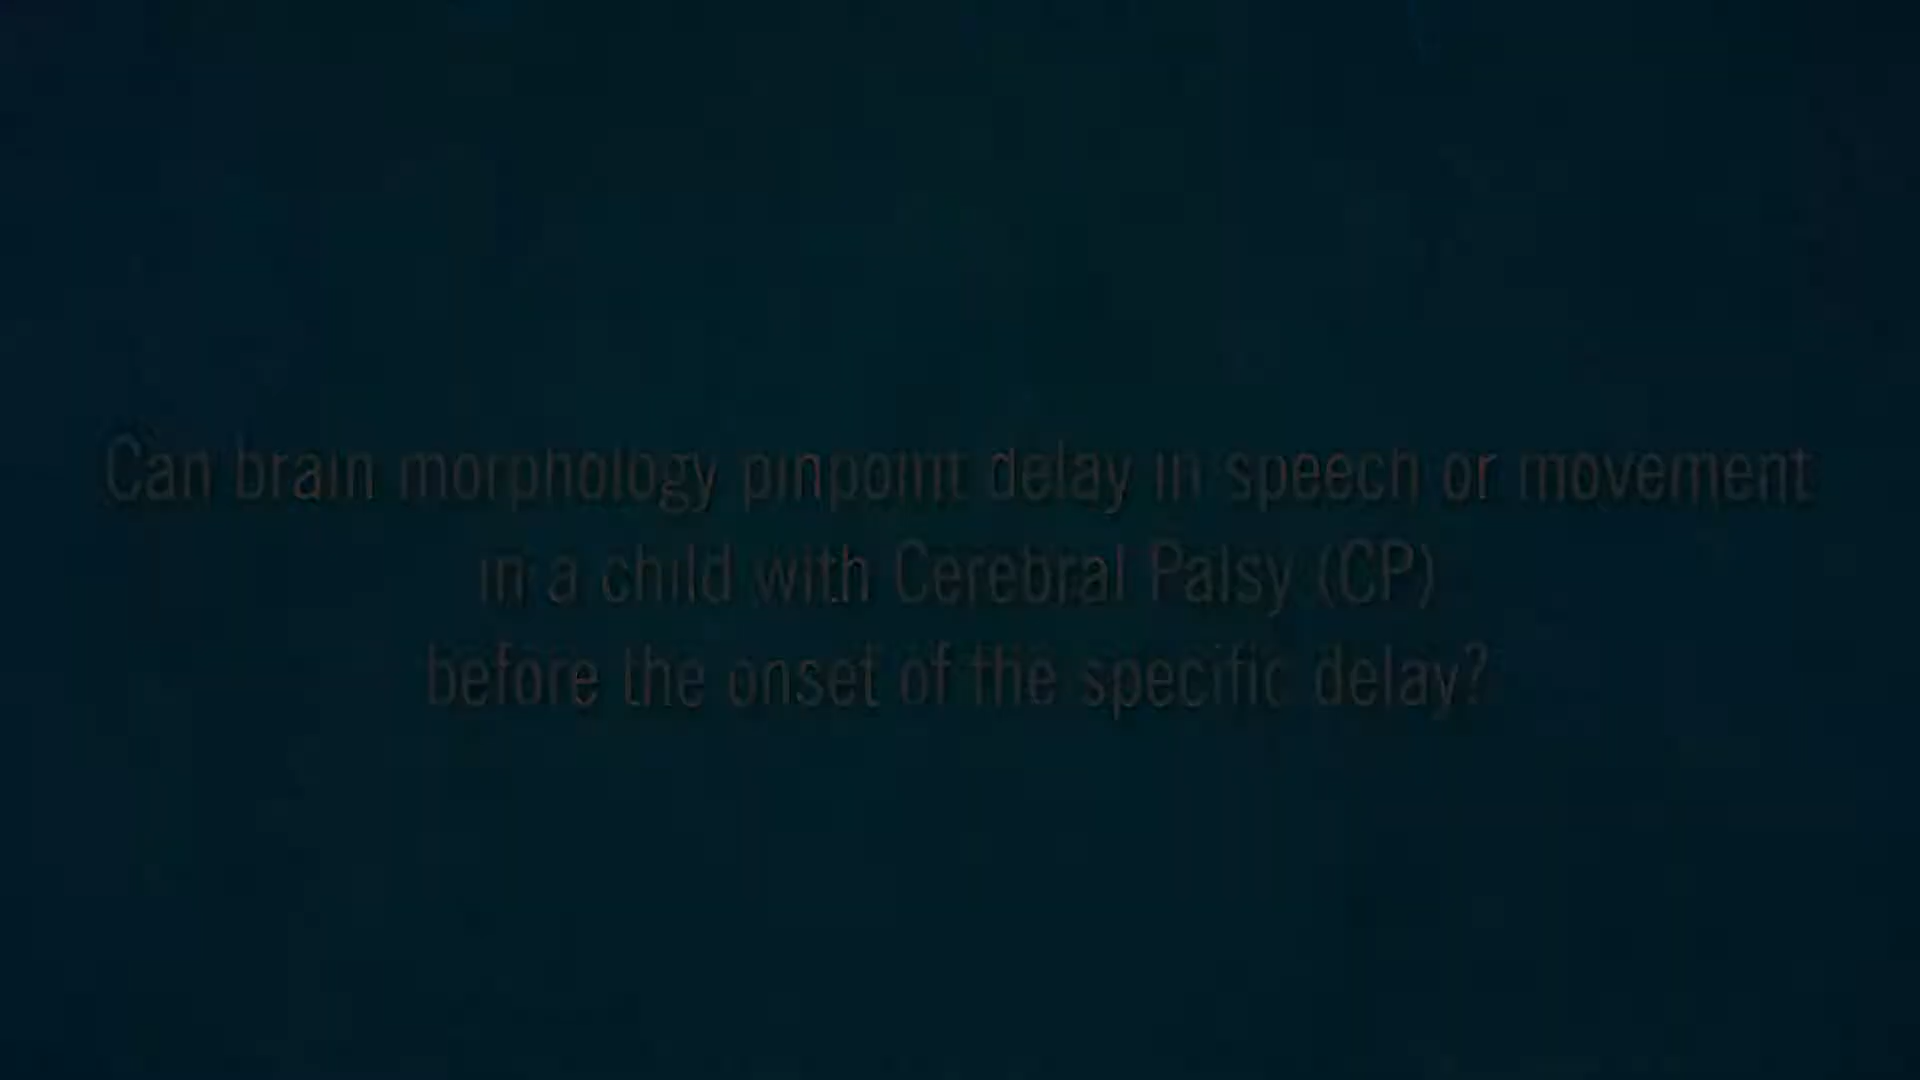 Can brain morphology pinpoint delay in speech or movement
in a child with Cerebral Palsy (CP)
before the onset of the specific delay?